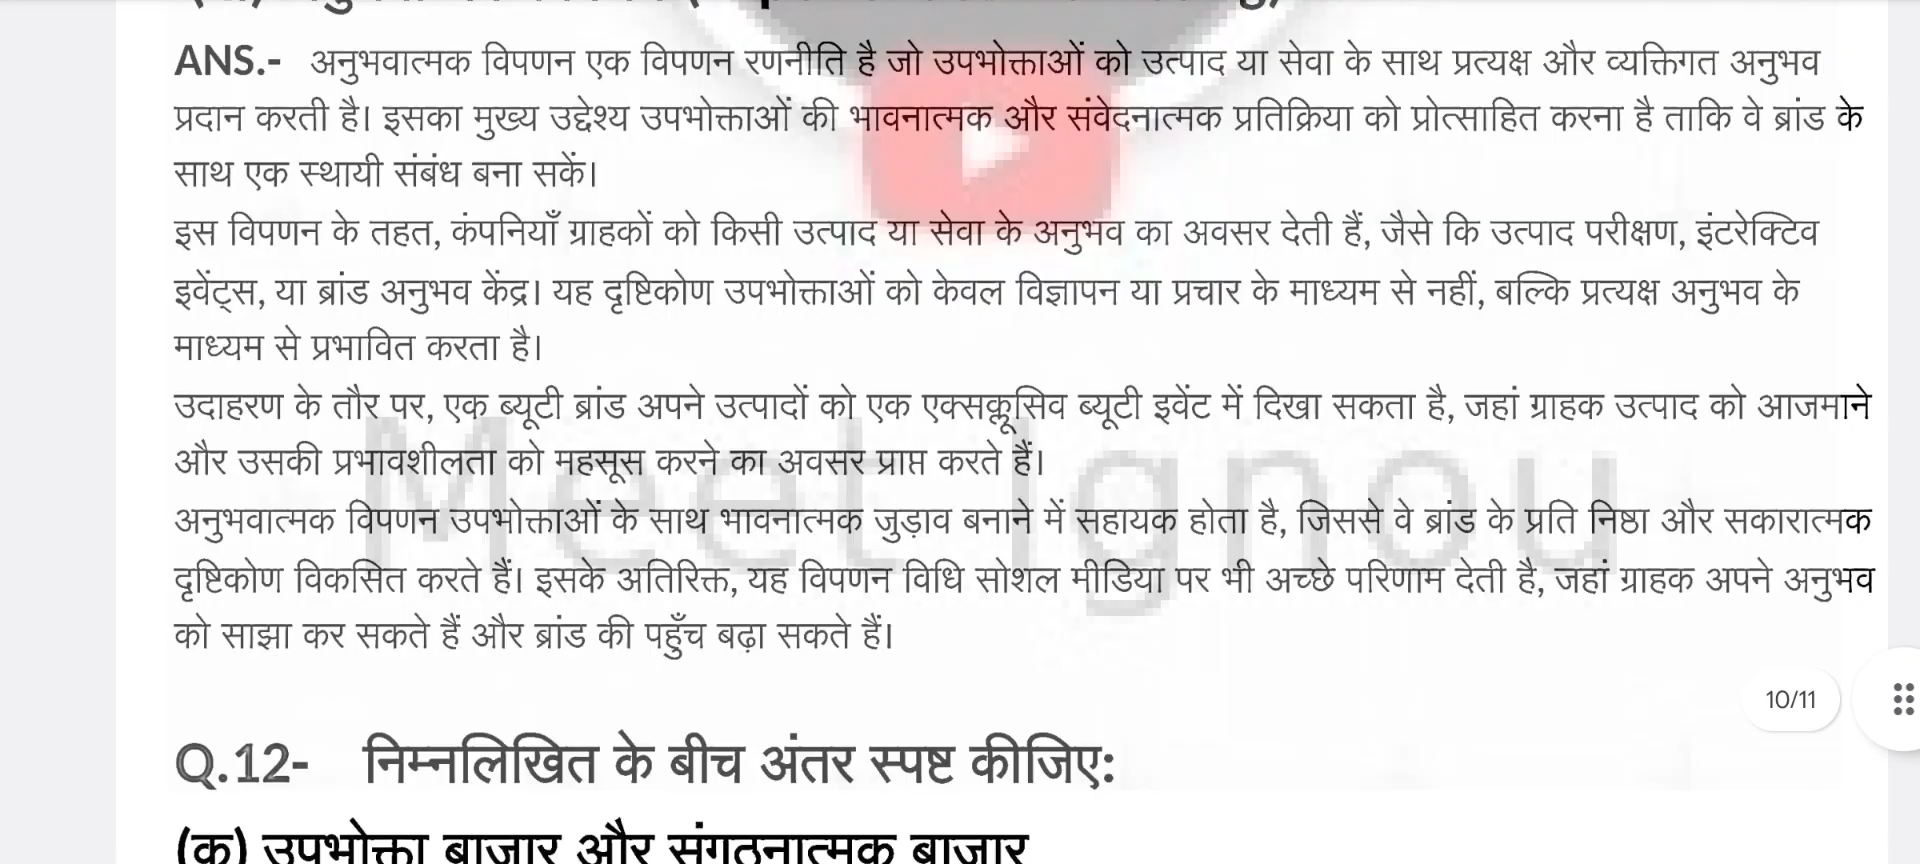 ANS.- अनुभवात्मक विपणन एक विपणन रणनीति है जो उपभोक्ताओं को उत्पाद या सेवा के साथ प्रत्यक्ष और व्यक्तिगत अनुभव
प्रदान करती है। इसका मुख्य उद्देश्य उपभोक्ताओं की भावनात्मक और संवेदनात्मक प्रतिक्रिया को प्रोत्साहित करना है ताकि वे ब्रांड के
साथ एक स्थायी संबंध बना सकें।
इस विपणन के तहत, कंपनियाँ ग्राहकों को किसी उत्पाद या सेवा के अनुभव का अवसर देती हैं, जैसे कि उत्पाद परीक्षण, इंटरेक्टिव
इवेंट्स, या ब्रांड अनुभव केंद्र। यह दृष्टिकोण उपभोक्ताओं को केवल विज्ञापन या प्रचार के माध्यम से नहीं, बल्कि प्रत्यक्ष अनुभव के
माध्यम से प्रभावित करता है।
उदाहरण के तौर पर, एक ब्यूटी ब्रांड अपने उत्पादों को एक एक्सक्लूसिव ब्यूटी इवेंट में दिखा सकता है, जहां ग्राहक उत्पाद को आजमाने
और उसकी प्रभावशीलता को महसूस करने का अवसर प्राप्त करते हैं।
Meet Ignou
अनुभवात्मक विपणन उपभोक्ताओं के साथ भावनात्मक जुड़ाव बनाने में सहायक होता है, जिससे वे ब्रांड के प्रति निष्ठा और सकारात्मक
दृष्टिकोण विकसित करते हैं। इसके अतिरिक्त, यह विपणन विधि सोशल मीडिया पर भी अच्छे परिणाम देती है, जहां ग्राहक अपने अनुभव
को साझा कर सकते हैं और ब्रांड की पहुँच बढ़ा सकते हैं।
10/11
Q.12- निम्नलिखित के बीच अंतर स्पष्ट कीजिए:
(क) उपभोक्ता बाजार और संगठनात्मक बाजार